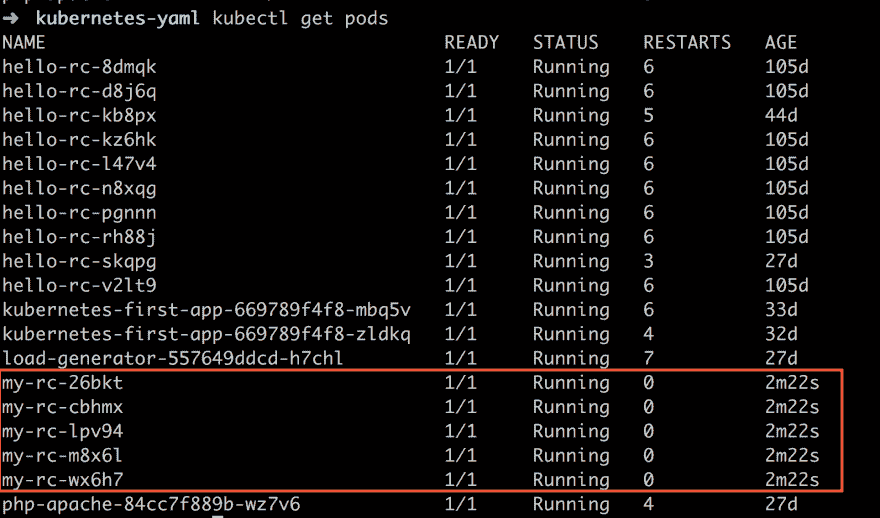 ➜ kubernetes-yaml kubectl get pods
NAME READY STATUS RESTARTS AGE
hello-rc-8dmqk 1/1 Running 6 105d
hello-rc-d8j6q 1/1 Running 6 105d
hello-rc-kb8px 1/1 Running 5 44d
hello-rc-kz6hk 1/1 Running 6 105d
hello-rc-l47v4 1/1 Running 6 105d
hello-rc-n8xqg 1/1 Running 6 105d
hello-rc-pgnnn 1/1 Running 6 105d
hello-rc-rh88j 1/1 Running 6 105d
hello-rc-skqpg 1/1 Running 3 27d
hello-rc-v2lt9 1/1 Running 6 105d
kubernetes-first-app-669789f4f8-mbq5v 1/1 Running 6 33d
kubernetes-first-app-669789f4f8-zldkq 1/1 Running 4 32d
load-generator-557649ddcd-h7chl 1/1 Running 7 27d
my-rc-26bkt 1/1 Running 0 2m22s
my-rc-cbhmx 1/1 Running 0 2m22s
my-rc-lpv94 1/1 Running 0 2m22s
my-rc-m8x6l 1/1 Running 0 2m22s
my-rc-wx6h7 1/1 Running 0 2m22s
php-apache-84cc7f889b-wz7v6 1/1 Running 4 27d